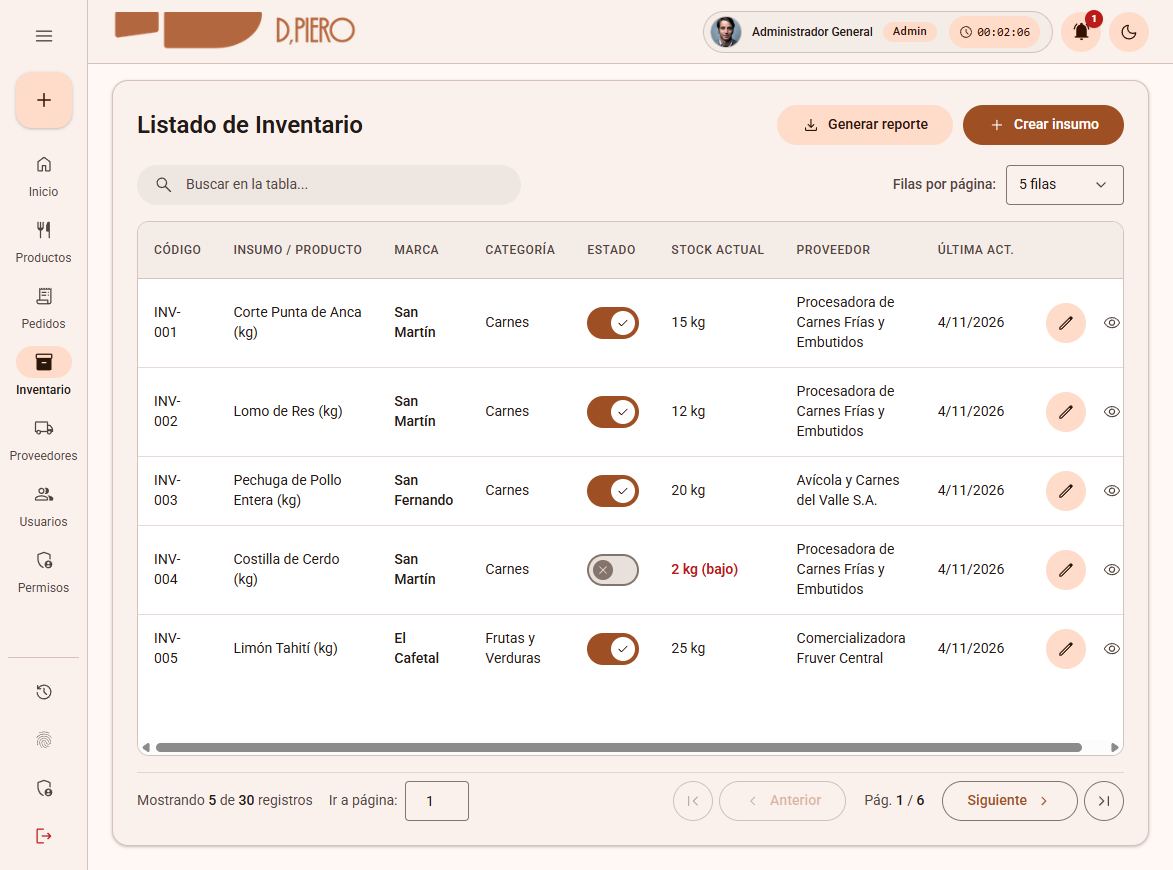 D,PIERO
Administrador General
Admin
00:02:06
1
Inicio
Productos
Pedidos
Inventario
Proveedores
Usuarios
Permisos
Listado de Inventario
Generar reporte
Crear insumo
Buscar en la tabla...
Filas por página:
5 filas
CÓDIGO INSUMO / PRODUCTO MARCA CATEGORÍA ESTADO STOCK ACTUAL PROVEEDOR ÚLTIMA ACT.
INV-
001
Corte Punta de Anca
(kg)
San
Martín
Carnes
15 kg
Procesadora de
Carnes Frías y
Embutidos
4/11/2026
INV-
002
Lomo de Res (kg)
San
Martín
Carnes
12 kg
Procesadora de
Carnes Frías y
Embutidos
4/11/2026
INV-
003
Pechuga de Pollo
Entera (kg)
San
Fernando
Carnes
20 kg
Avícola y Carnes
del Valle S.A.
4/11/2026
INV-
004
Costilla de Cerdo
(kg)
San
Martín
Carnes
2 kg (bajo)
Procesadora de
Carnes Frías y
Embutidos
4/11/2026
INV-
005
Limón Tahití (kg)
El
Cafetal
Frutas y
Verduras
25 kg
Comercializadora
Fruver Central
4/11/2026
Mostrando 5 de 30 registros
Ir a página:
1
Anterior
Pág. 1 / 6
Siguiente